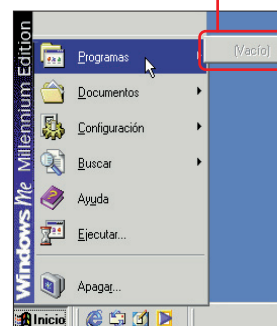 Programas
(Vacío)
Documentos
Configuración
Buscar
Ayuda
Ejecutar...
Apagar...
Windows Me Millennium Edition
Inicio